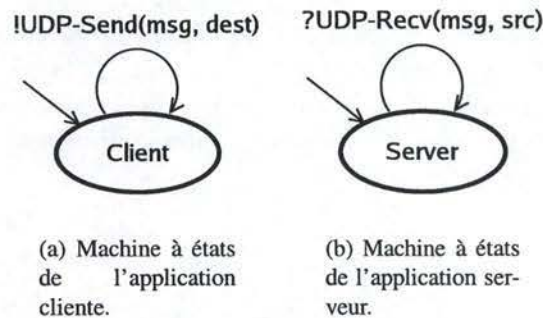 !UDP-Send(msg, dest)
?UDP-Recv(msg, src)
Client
Server
(a) Machine à états
de l'application
cliente.
(b) Machine à états
de l'application ser-
veur.